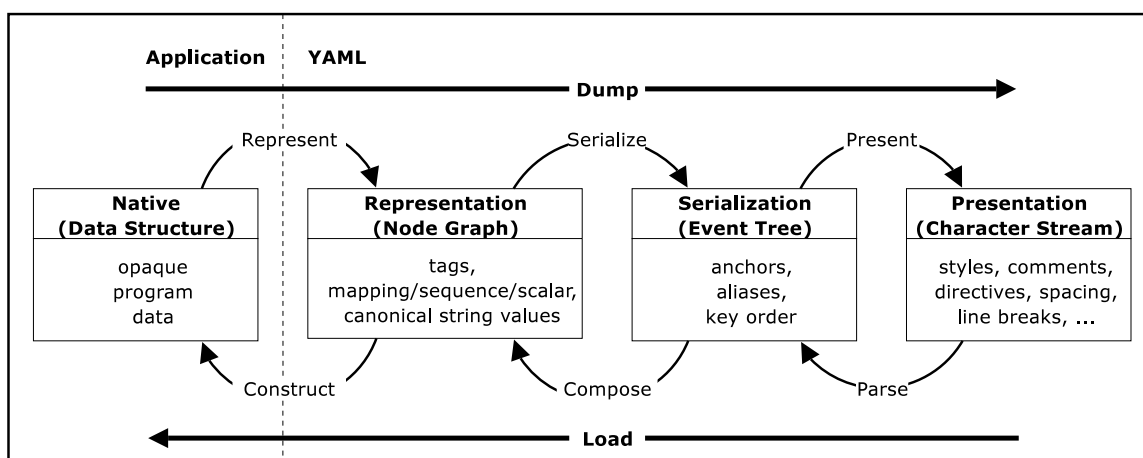 Application YAML
Dump
Represent Serialize Present
Native
(Data Structure)
opaque
program
data
Representation
(Node Graph)
tags,
mapping/sequence/scalar,
canonical string values
Serialization
(Event Tree)
anchors,
aliases,
key order
Presentation
(Character Stream)
styles, comments,
directives, spacing,
line breaks, ...
Construct Compose Parse
Load